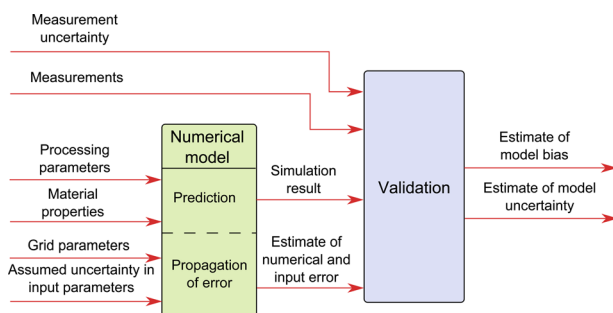 Measurement
uncertainty
Measurements
Numerical
model
Processing
parameters
Material
properties
Prediction
Simulation
result
Validation
Estimate of
model bias
Estimate of model
uncertainty
Grid parameters
Assumed uncertainty in
input parameters
Propagation
of error
Estimate of
numerical and
input error